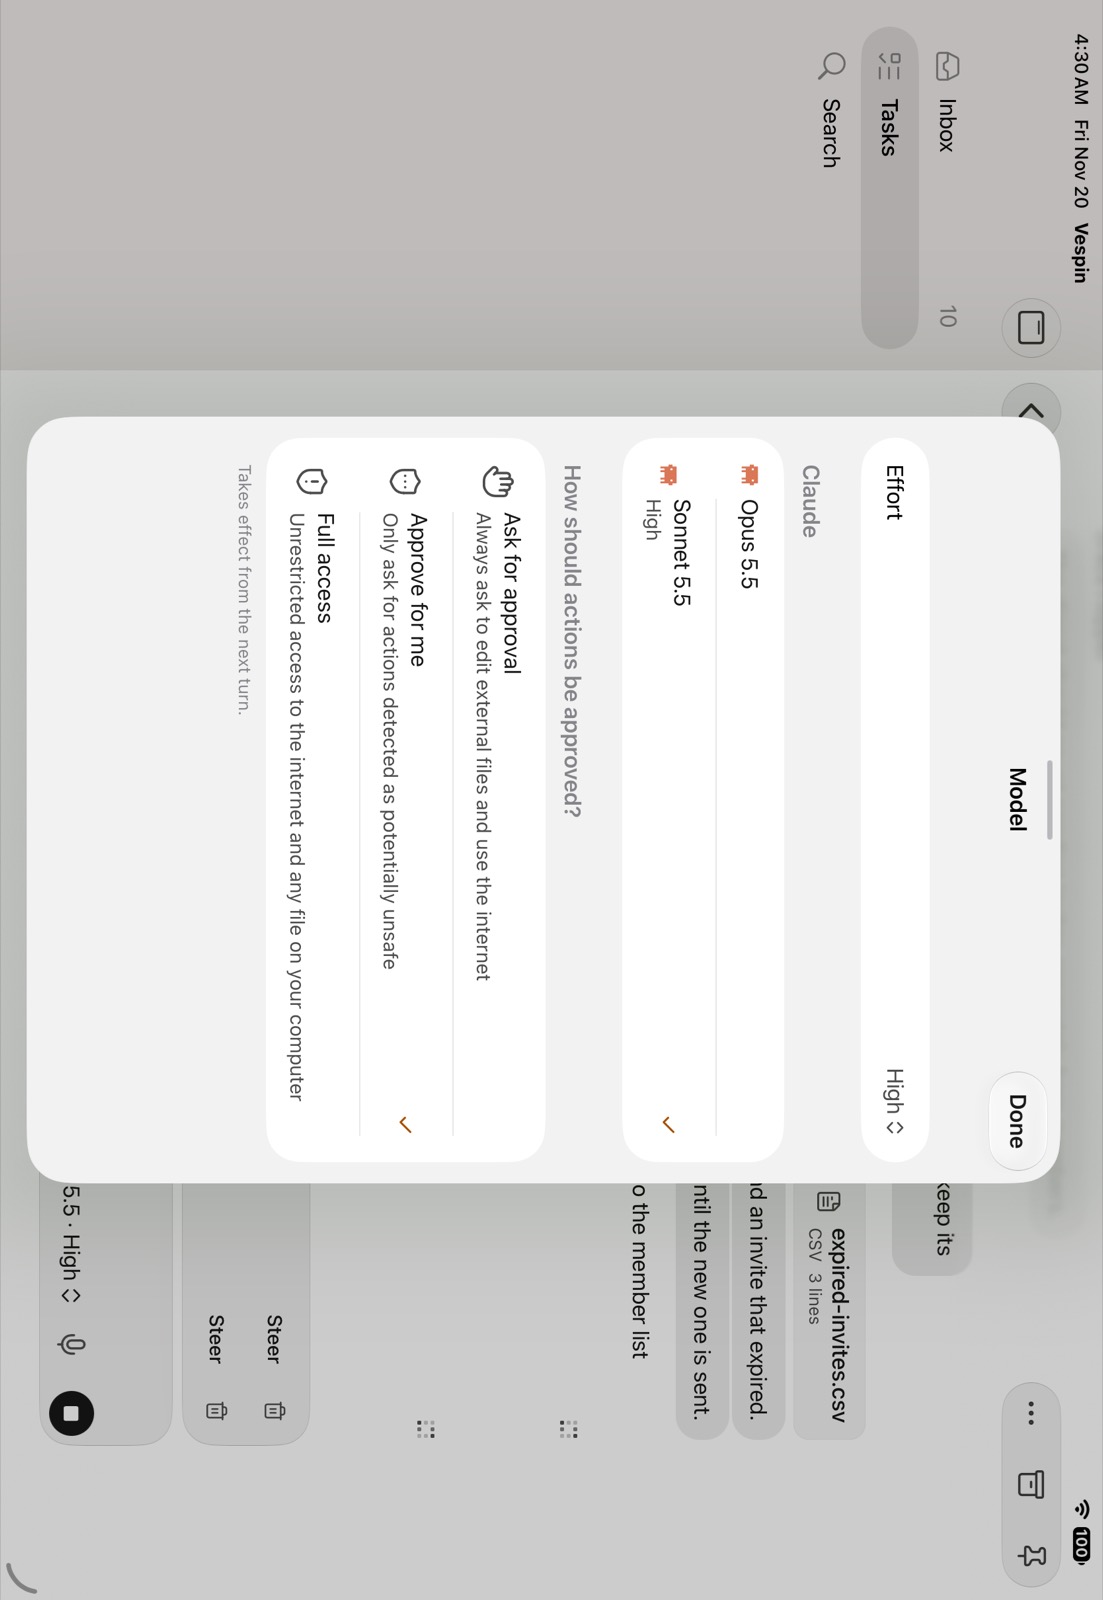 4:30 AM Fri Nov 20 Vespin
100
Inbox 10
Tasks
Search
Model
Done
Effort
High
Claude
Opus 5.5
Sonnet 5.5
High
How should actions be approved?
Ask for approval
Always ask to edit external files and use the internet
Approve for me
Only ask for actions detected as potentially unsafe
Full access
Unrestricted access to the internet and any file on your computer
Takes effect from the next turn.
keep its
expired-invites.csv
CSV 3 lines
an invite that expired.
the new one is sent.
the member list
Steer
Steer
5.5 · High